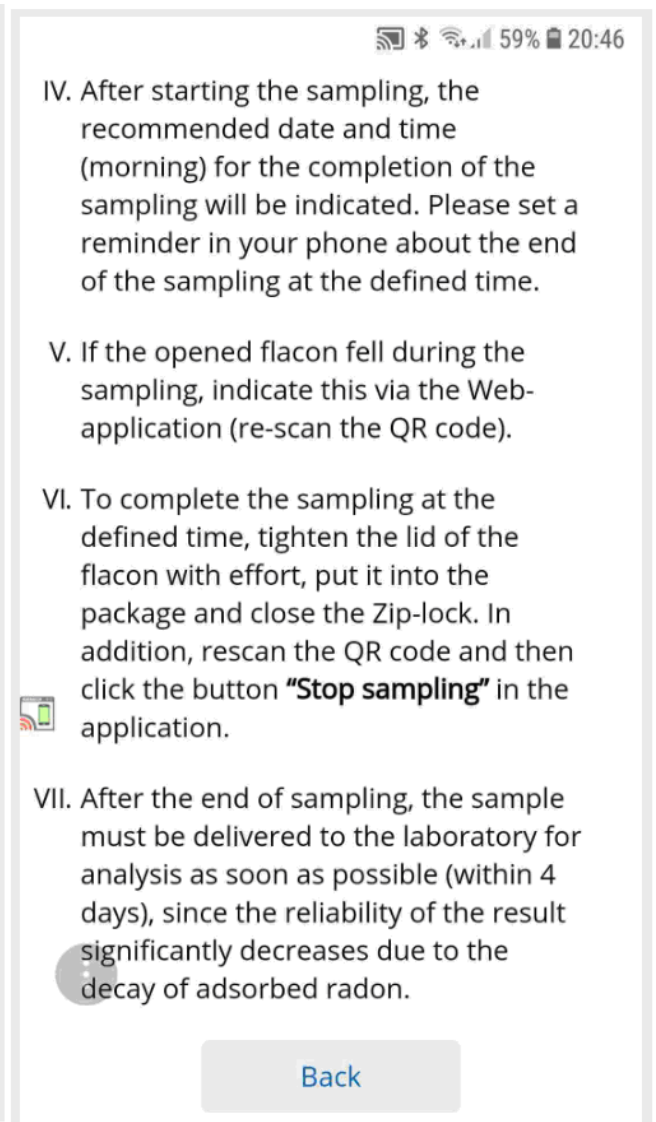 59% 20:46
IV. After starting the sampling, the
recommended date and time
(morning) for the completion of the
sampling will be indicated. Please set a
reminder in your phone about the end
of the sampling at the defined time.
V. If the opened flacon fell during the
sampling, indicate this via the Web-
application (re-scan the QR code).
VI. To complete the sampling at the
defined time, tighten the lid of the
flacon with effort, put it into the
package and close the Zip-lock. In
addition, rescan the QR code and then
click the button “Stop sampling” in the
application.
VII. After the end of sampling, the sample
must be delivered to the laboratory for
analysis as soon as possible (within 4
days), since the reliability of the result
significantly decreases due to the
decay of adsorbed radon.
Back